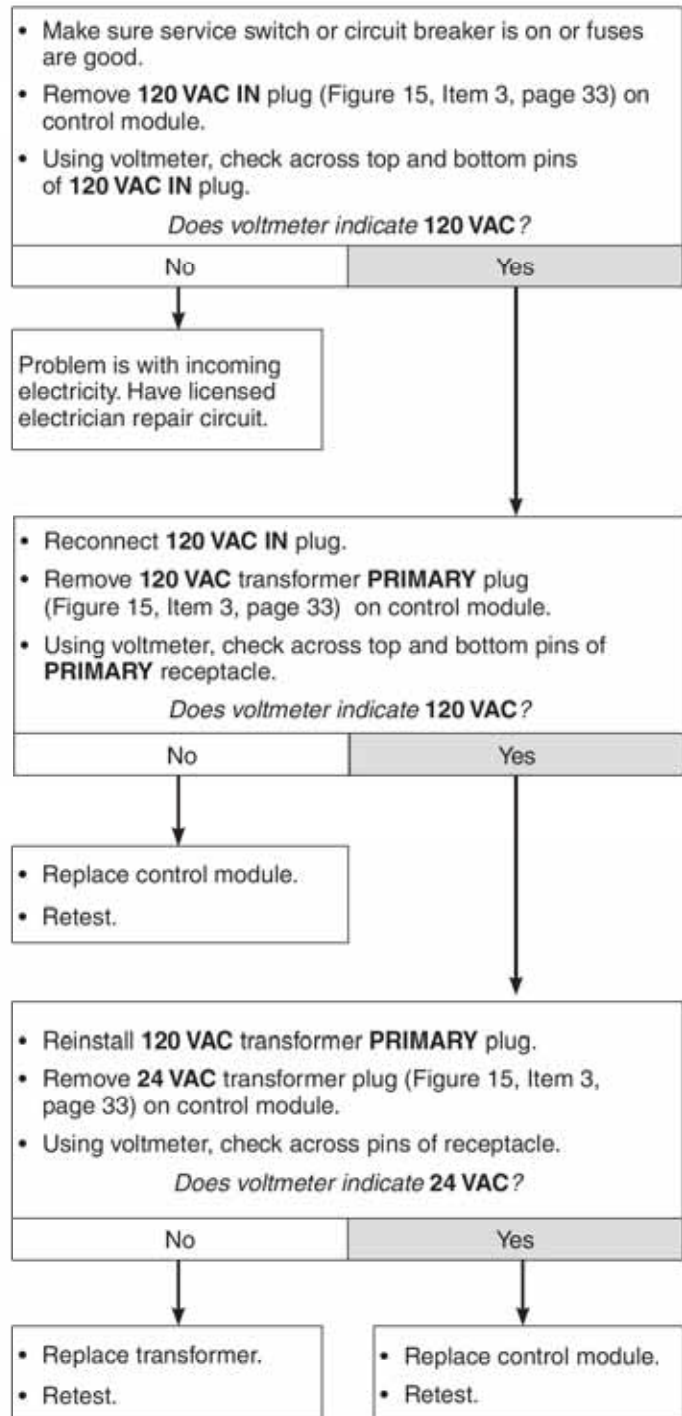 • Make sure service switch or circuit breaker is on or fuses
are good.
• Remove 120 VAC IN plug (Figure 15, Item 3, page 33) on
control module.
• Using voltmeter, check across top and bottom pins
of 120 VAC IN plug.
Does voltmeter indicate 120 VAC?
No
Yes
Problem is with incoming
electricity. Have licensed
electrician repair circuit.
• Reconnect 120 VAC IN plug.
• Remove 120 VAC transformer PRIMARY plug
(Figure 15, Item 3, page 33) on control module.
• Using voltmeter, check across top and bottom pins of
PRIMARY receptacle.
Does voltmeter indicate 120 VAC?
No
Yes
• Replace control module.
• Retest.
• Reinstall 120 VAC transformer PRIMARY plug.
• Remove 24 VAC transformer plug (Figure 15, Item 3,
page 33) on control module.
• Using voltmeter, check across pins of receptacle.
Does voltmeter indicate 24 VAC?
No
Yes
• Replace transformer.
• Retest.
• Replace control module.
• Retest.